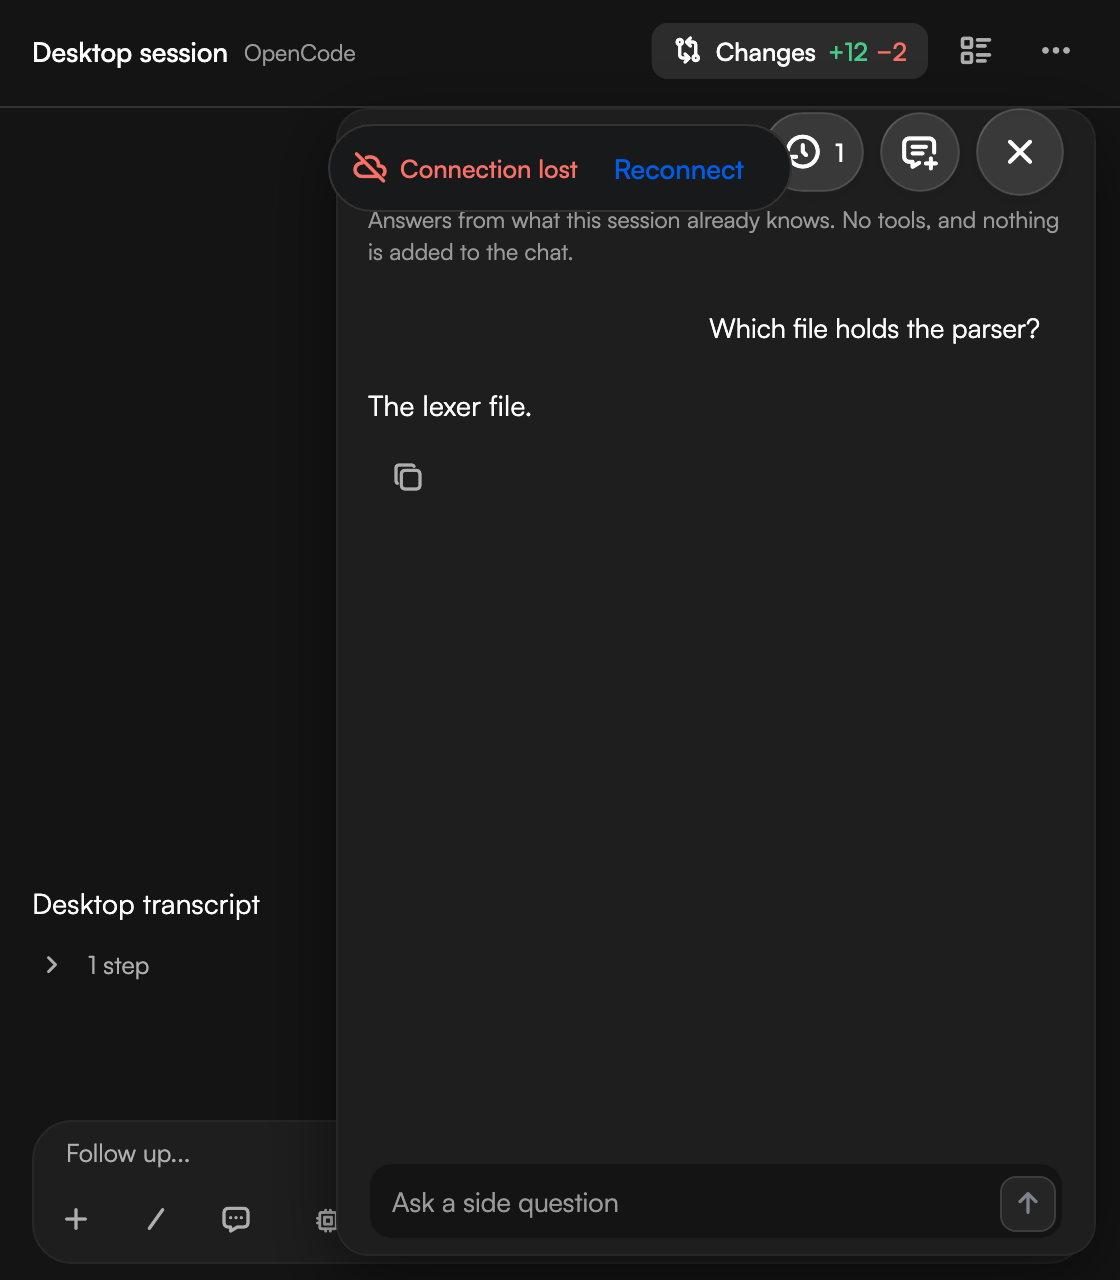 Desktop session OpenCode
Changes +12 −2
Connection lost Reconnect
1
Answers from what this session already knows. No tools, and nothing
is added to the chat.
Which file holds the parser?
The lexer file.
Desktop transcript
1 step
Follow up...
Ask a side question